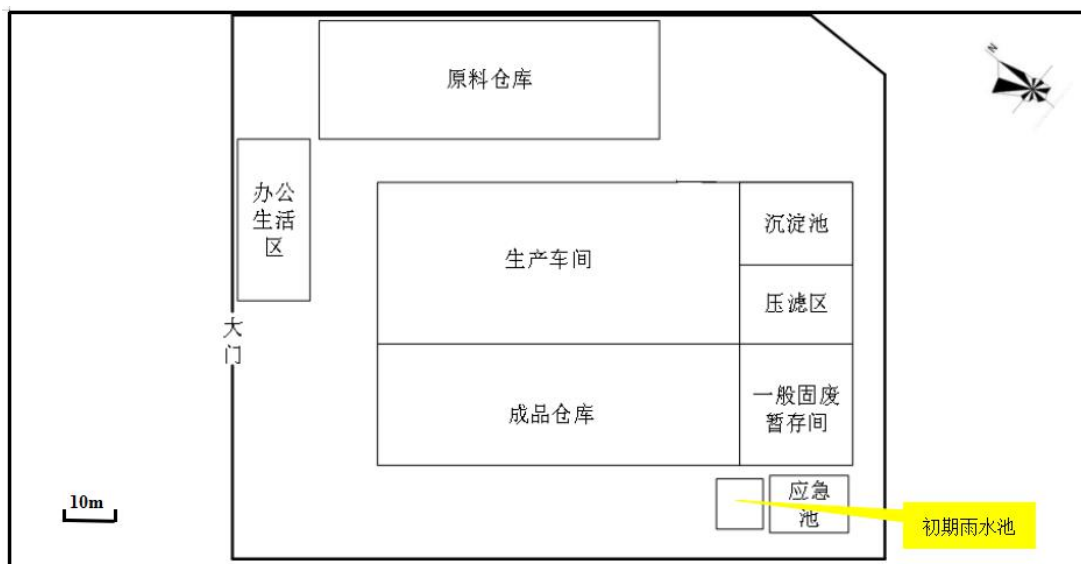 原料仓库
N
办公
生活
区
沉淀池
生产车间
压滤区
大
门
成品仓库
一般固废
暂存间
10m
应急
池
初期雨水池